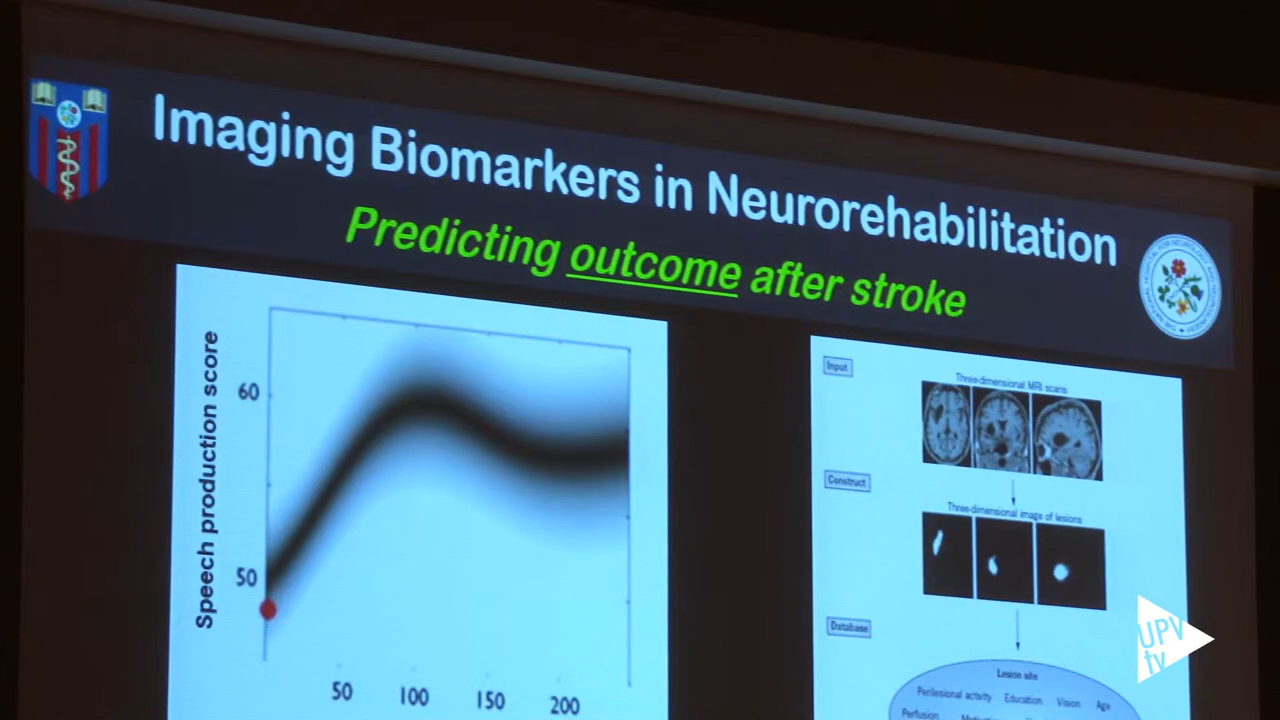 Imaging Biomarkers in Neurorehabilitation
Predicting outcome after stroke
Speech production score
60
50
50
100
150
200
Input
Three-dimensional MRI scans
Construct
Three-dimensional image of lesions
Database
Lesion site
Perilesional activity Education Vision Age
Perfusion
UPV
tv